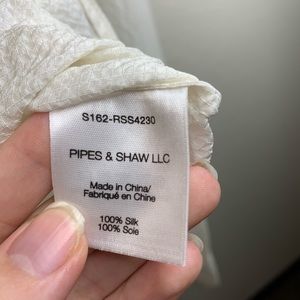 S162-RSS4230
PIPES & SHAW LLC
Made in China/
Fabriqué en Chine
100% Silk
100% Soie